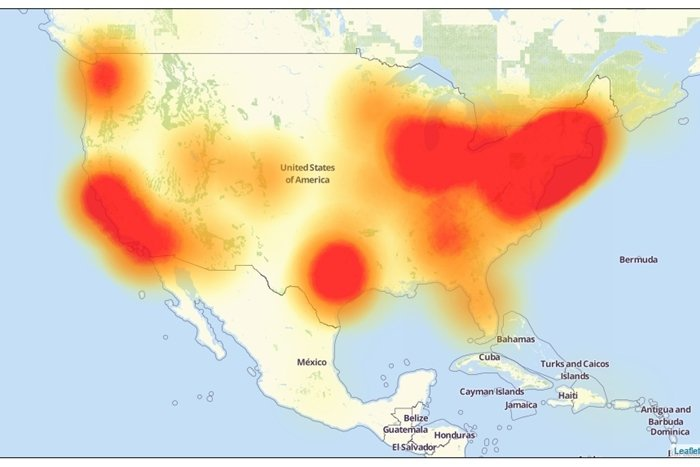 United States
of America
Bermuda
Bahamas
México
Cuba
Turks and Caicos
Islands
Cayman Islands
Haiti
Jamaica
Antigua and
Barbuda
Belize
Guatemala
Honduras
Dominica
El Salvador
Leaflet